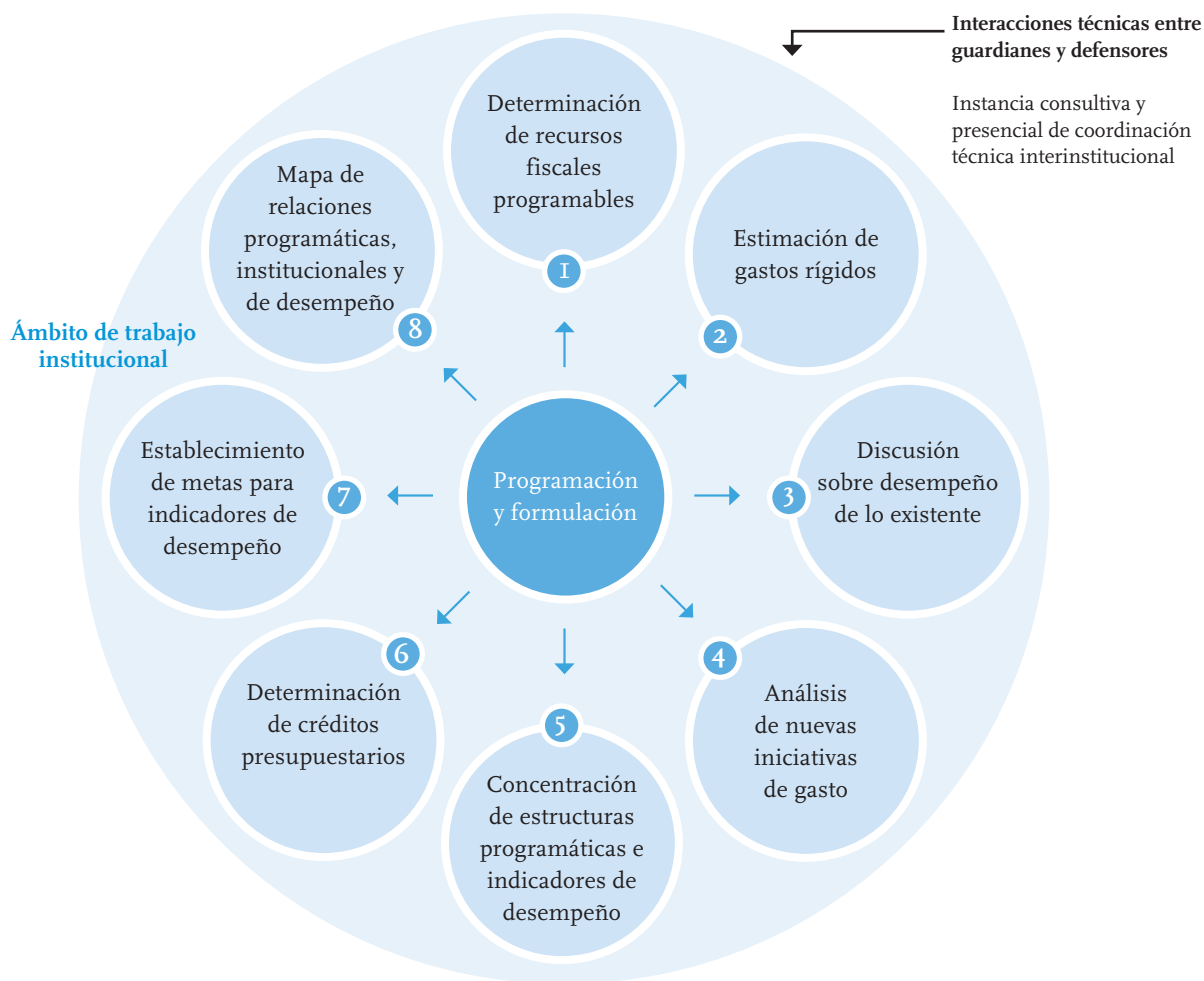 Interacciones técnicas entre
guardianes y defensores
Instancia consultiva y
presencial de coordinación
técnica interinstitucional
Ámbito de trabajo
institucional
Programación
y formulación
Determinación
de recursos
fiscales
programables
1
Estimación de
gastos rígidos
2
Discusión
sobre desempeño
de lo existente
3
4
Análisis
de nuevas
iniciativas
de gasto
5
Concentración
de estructuras
programáticas e
indicadores de
desempeño
6
Determinación
de créditos
presupuestarios
Establecimiento
de metas para
indicadores de
desempeño
7
Mapa de
relaciones
programáticas,
institucionales y
de desempeño
8